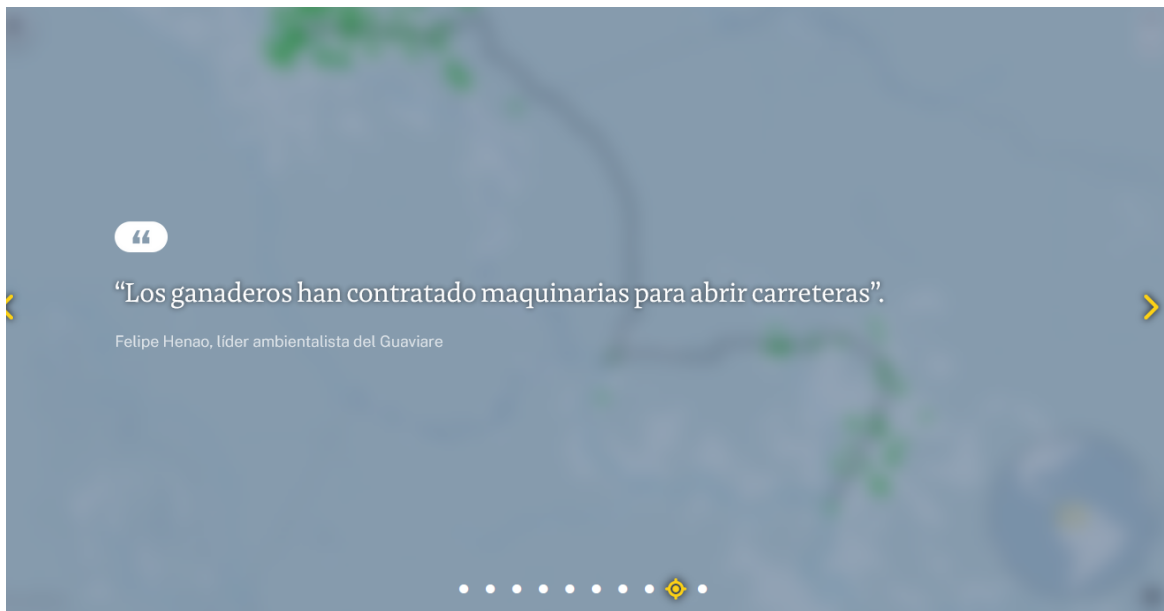 “Los ganaderos han contratado maquinarias para abrir carreteras”.
Felipe Henao, líder ambientalista del Guaviare